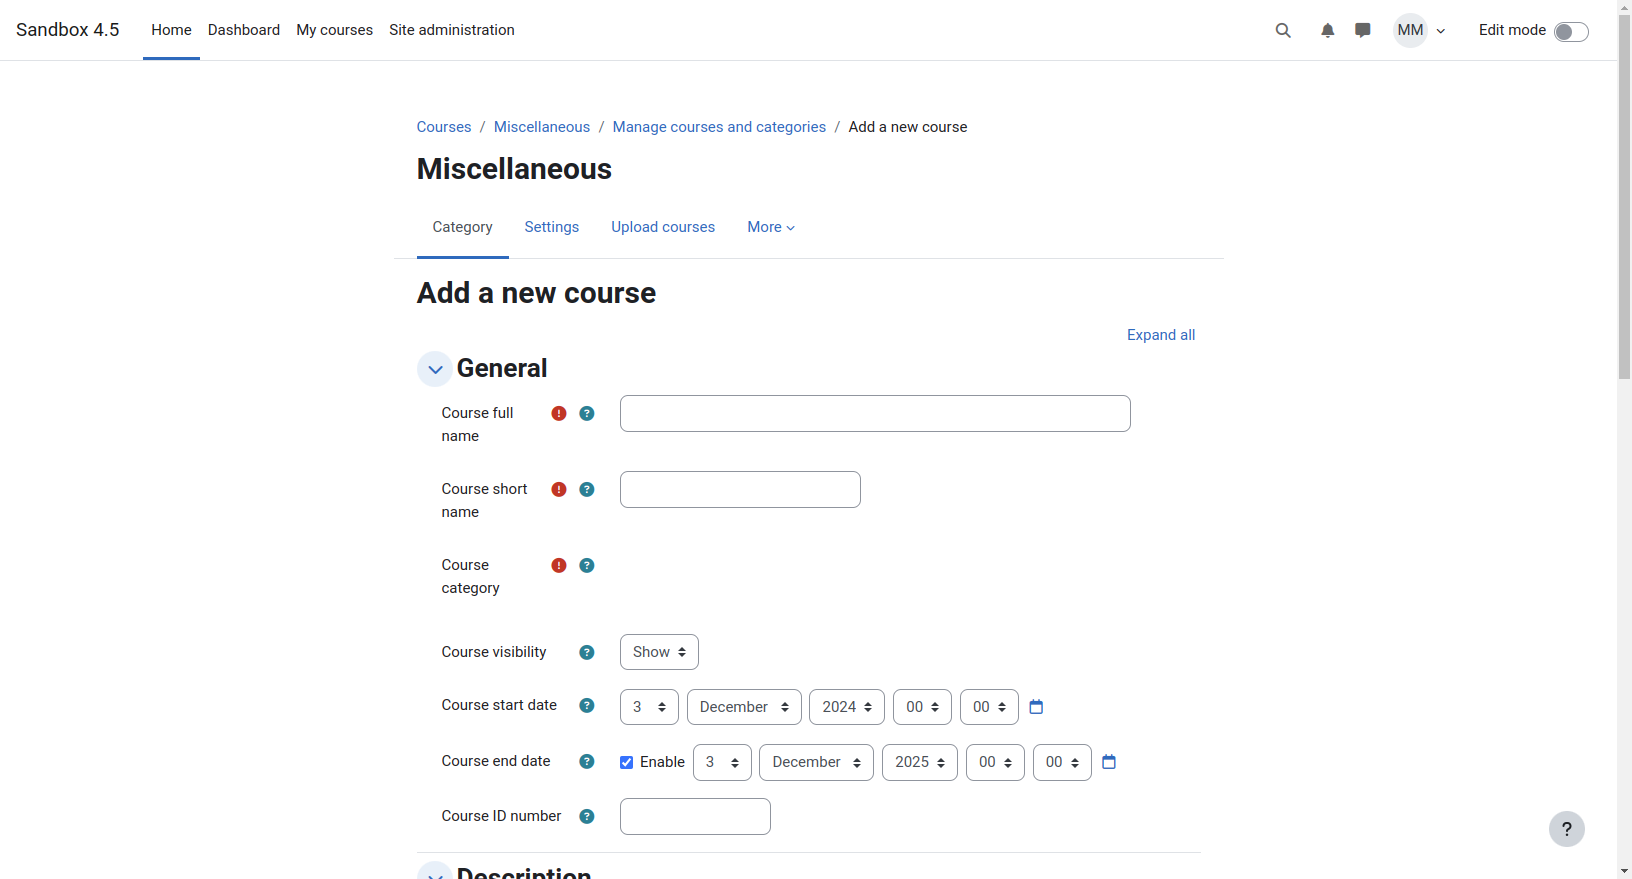 Sandbox 4.5 Home Dashboard My courses Site administration MM Edit mode
Courses / Miscellaneous / Manage courses and categories / Add a new course
Miscellaneous
Category Settings Upload courses More
Add a new course
Expand all
General
Course full
name
Course short
name
Course
category
Course visibility Show
Course start date 3 December 2024 00 00
Course end date Enable 3 December 2025 00 00
Course ID number
?
Description